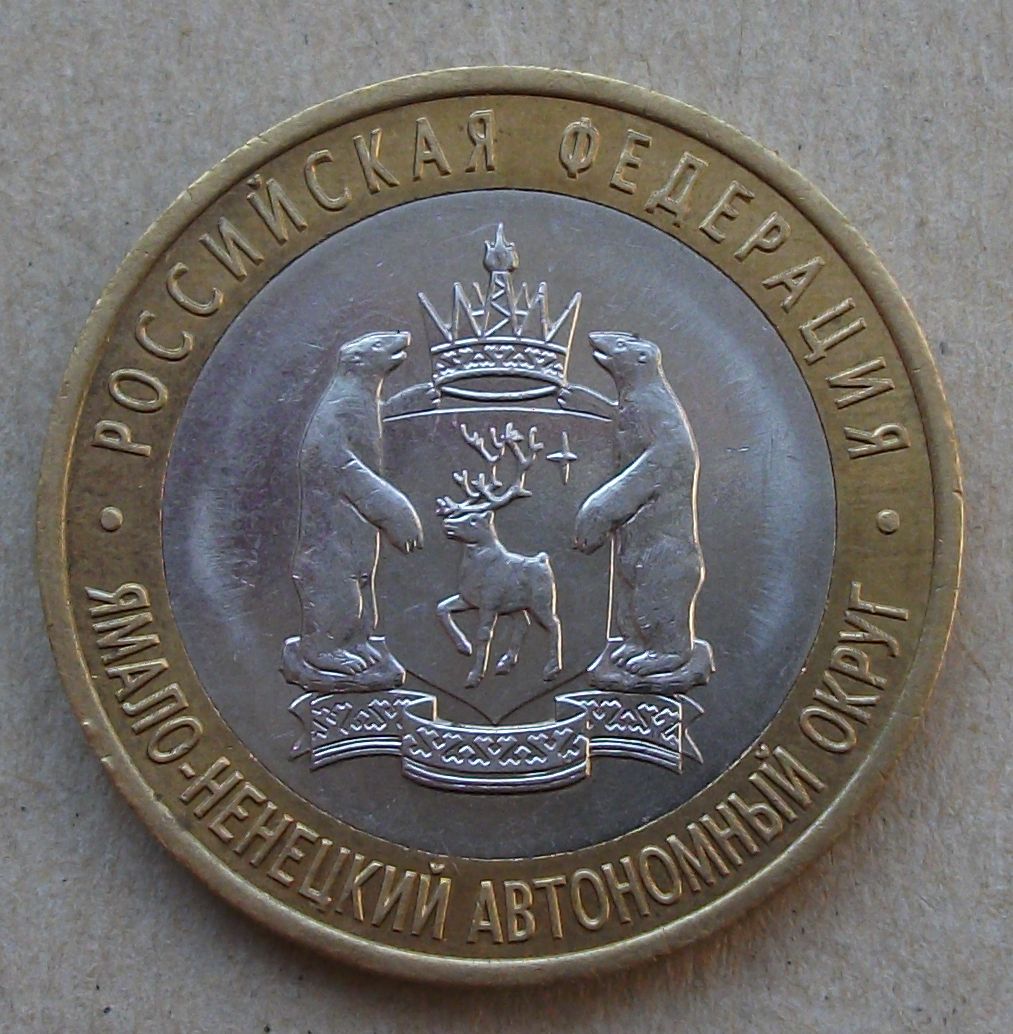 РОССИЙСКАЯ ФЕДЕРАЦИЯ
ЯМАЛО-НЕНЕЦКИЙ АВТОНОМНЫЙ ОКРУГ